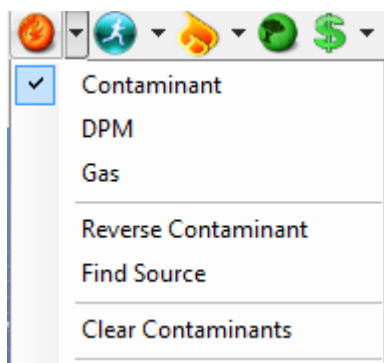 Contaminant
DPM
Gas
Reverse Contaminant
Find Source
Clear Contaminants